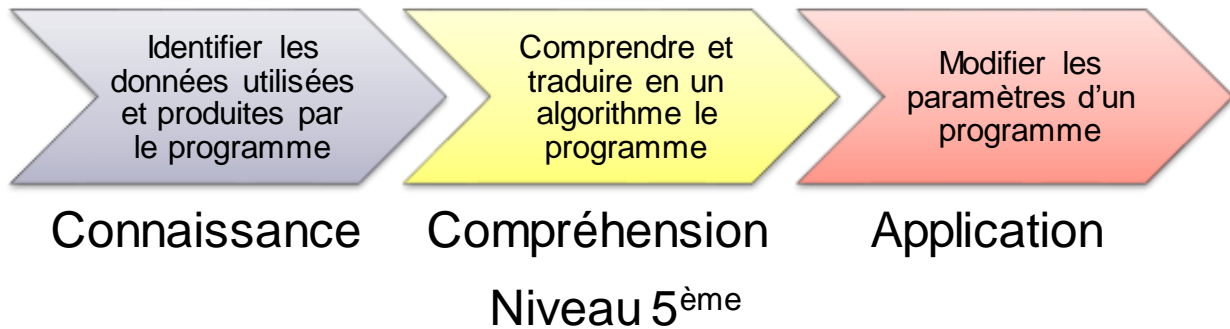 Identifier les
données utilisées
et produites par
le programme
Comprendre et
traduire en un
algorithme le
programme
Modifier les
paramètres d’un
programme
Connaissance
Compréhension
Application
Niveau 5ème